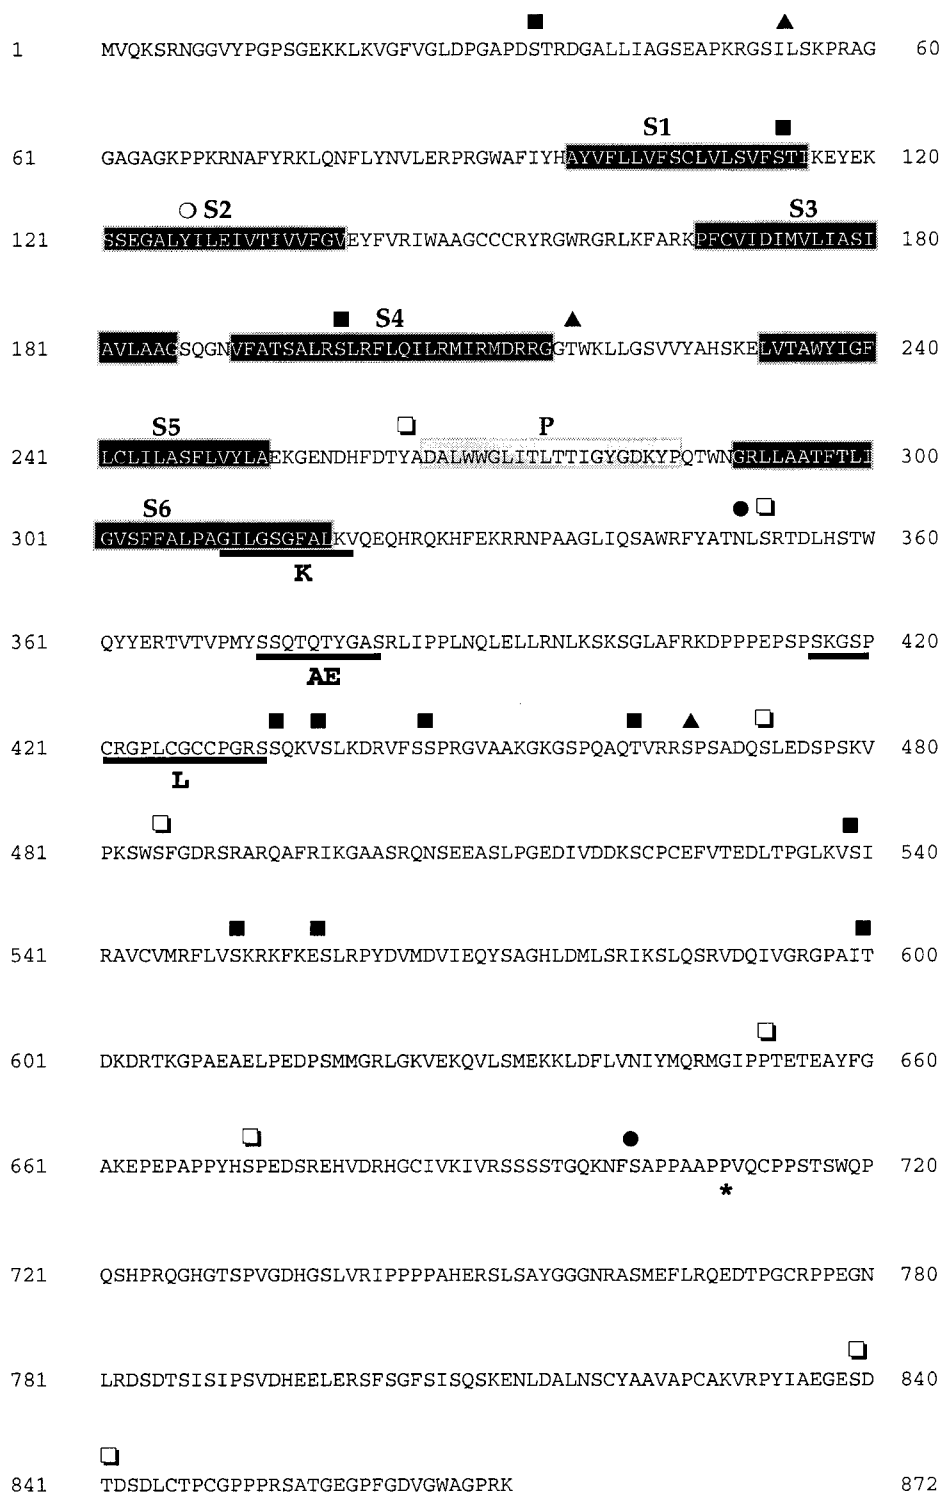 1 MVQKSRNGGVYPGPSGEKKLKVGFVGLDPGAPDSTRDGALLIAGSEAPKRGSILSKPRAG 60
S1
61 GAGAGKPPKRNAFYRKLQNFLYNVLERPRGWAFIYHAYVFLLVFSCLVLSVFSTIKEYEK 120
S2 S3
121 SSEGALYILEIVTIVVFGVEYFVRIWAAGCCCRYRGWRGRLKFARKPFCVIDIMVLIASI 180
S4
181 AVLAAGSQGNVFATSALRSLRFLQILRMIRMDRRGGTWKLLGSVVYAHSKELVTAWYIGF 240
S5 P
241 LCLILASFLVYLAEKGENDHFDTYADALWWGLITLTTIGYGDKYPQTWNGRLLAATFTLI 300
S6
301 GVSFFALPAGILGSGFALKVQEQHRQKHFEKRRNPAAGLIQSAWRFYATNLSRTDLHSTW 360
K
361 QYYERTVTVPMYSSQTQTYGASRLIPPLNQLELLRNLKSKSGLAFRKDPPPEPSPSKGSP 420
AE
421 CRGPLCGCCPGRSSQKVSLKDRVFSSPRGVAAKGKGSPQAQTVRRSPSADQSLEDSPSKV 480
L
481 PKSWSFGDRSRARQAFRIKGAASRQNSEEASLPGEDIVDDKSCPCEFVTEDLTPGLKVSI 540
541 RAVCVMRFLVSKRKFKESLRPYDVMDVIEQYSAGHLDMLSRIKSLQSRVDQIVGRGPAIT 600
601 DKDRTKGPAEAELPEDPSMMGRLGKVEKQVLSMEKKLDFLVNIYMQRMGIPPTETEAYFG 660
661 AKEPEPAPPYHSPEDSREHVDRHGCIVKIVRSSSSTGQKNFSAPPAAPPVQCPPSTSWQP 720
*
721 QSHPRQGHGTSPVGDHGSLVRIPPPPAHERSLSAYGGGNRASMEFLRQEDTPGCRPPEGN 780
781 LRDSDTSISIPSVDHEELERSFSGFSISQSKENLDALNSCYAAVAPCAKVRPYIAEGESD 840
841 TDSDLCTPCGPPPRSATGEGPFGDVGWAGPRK 872